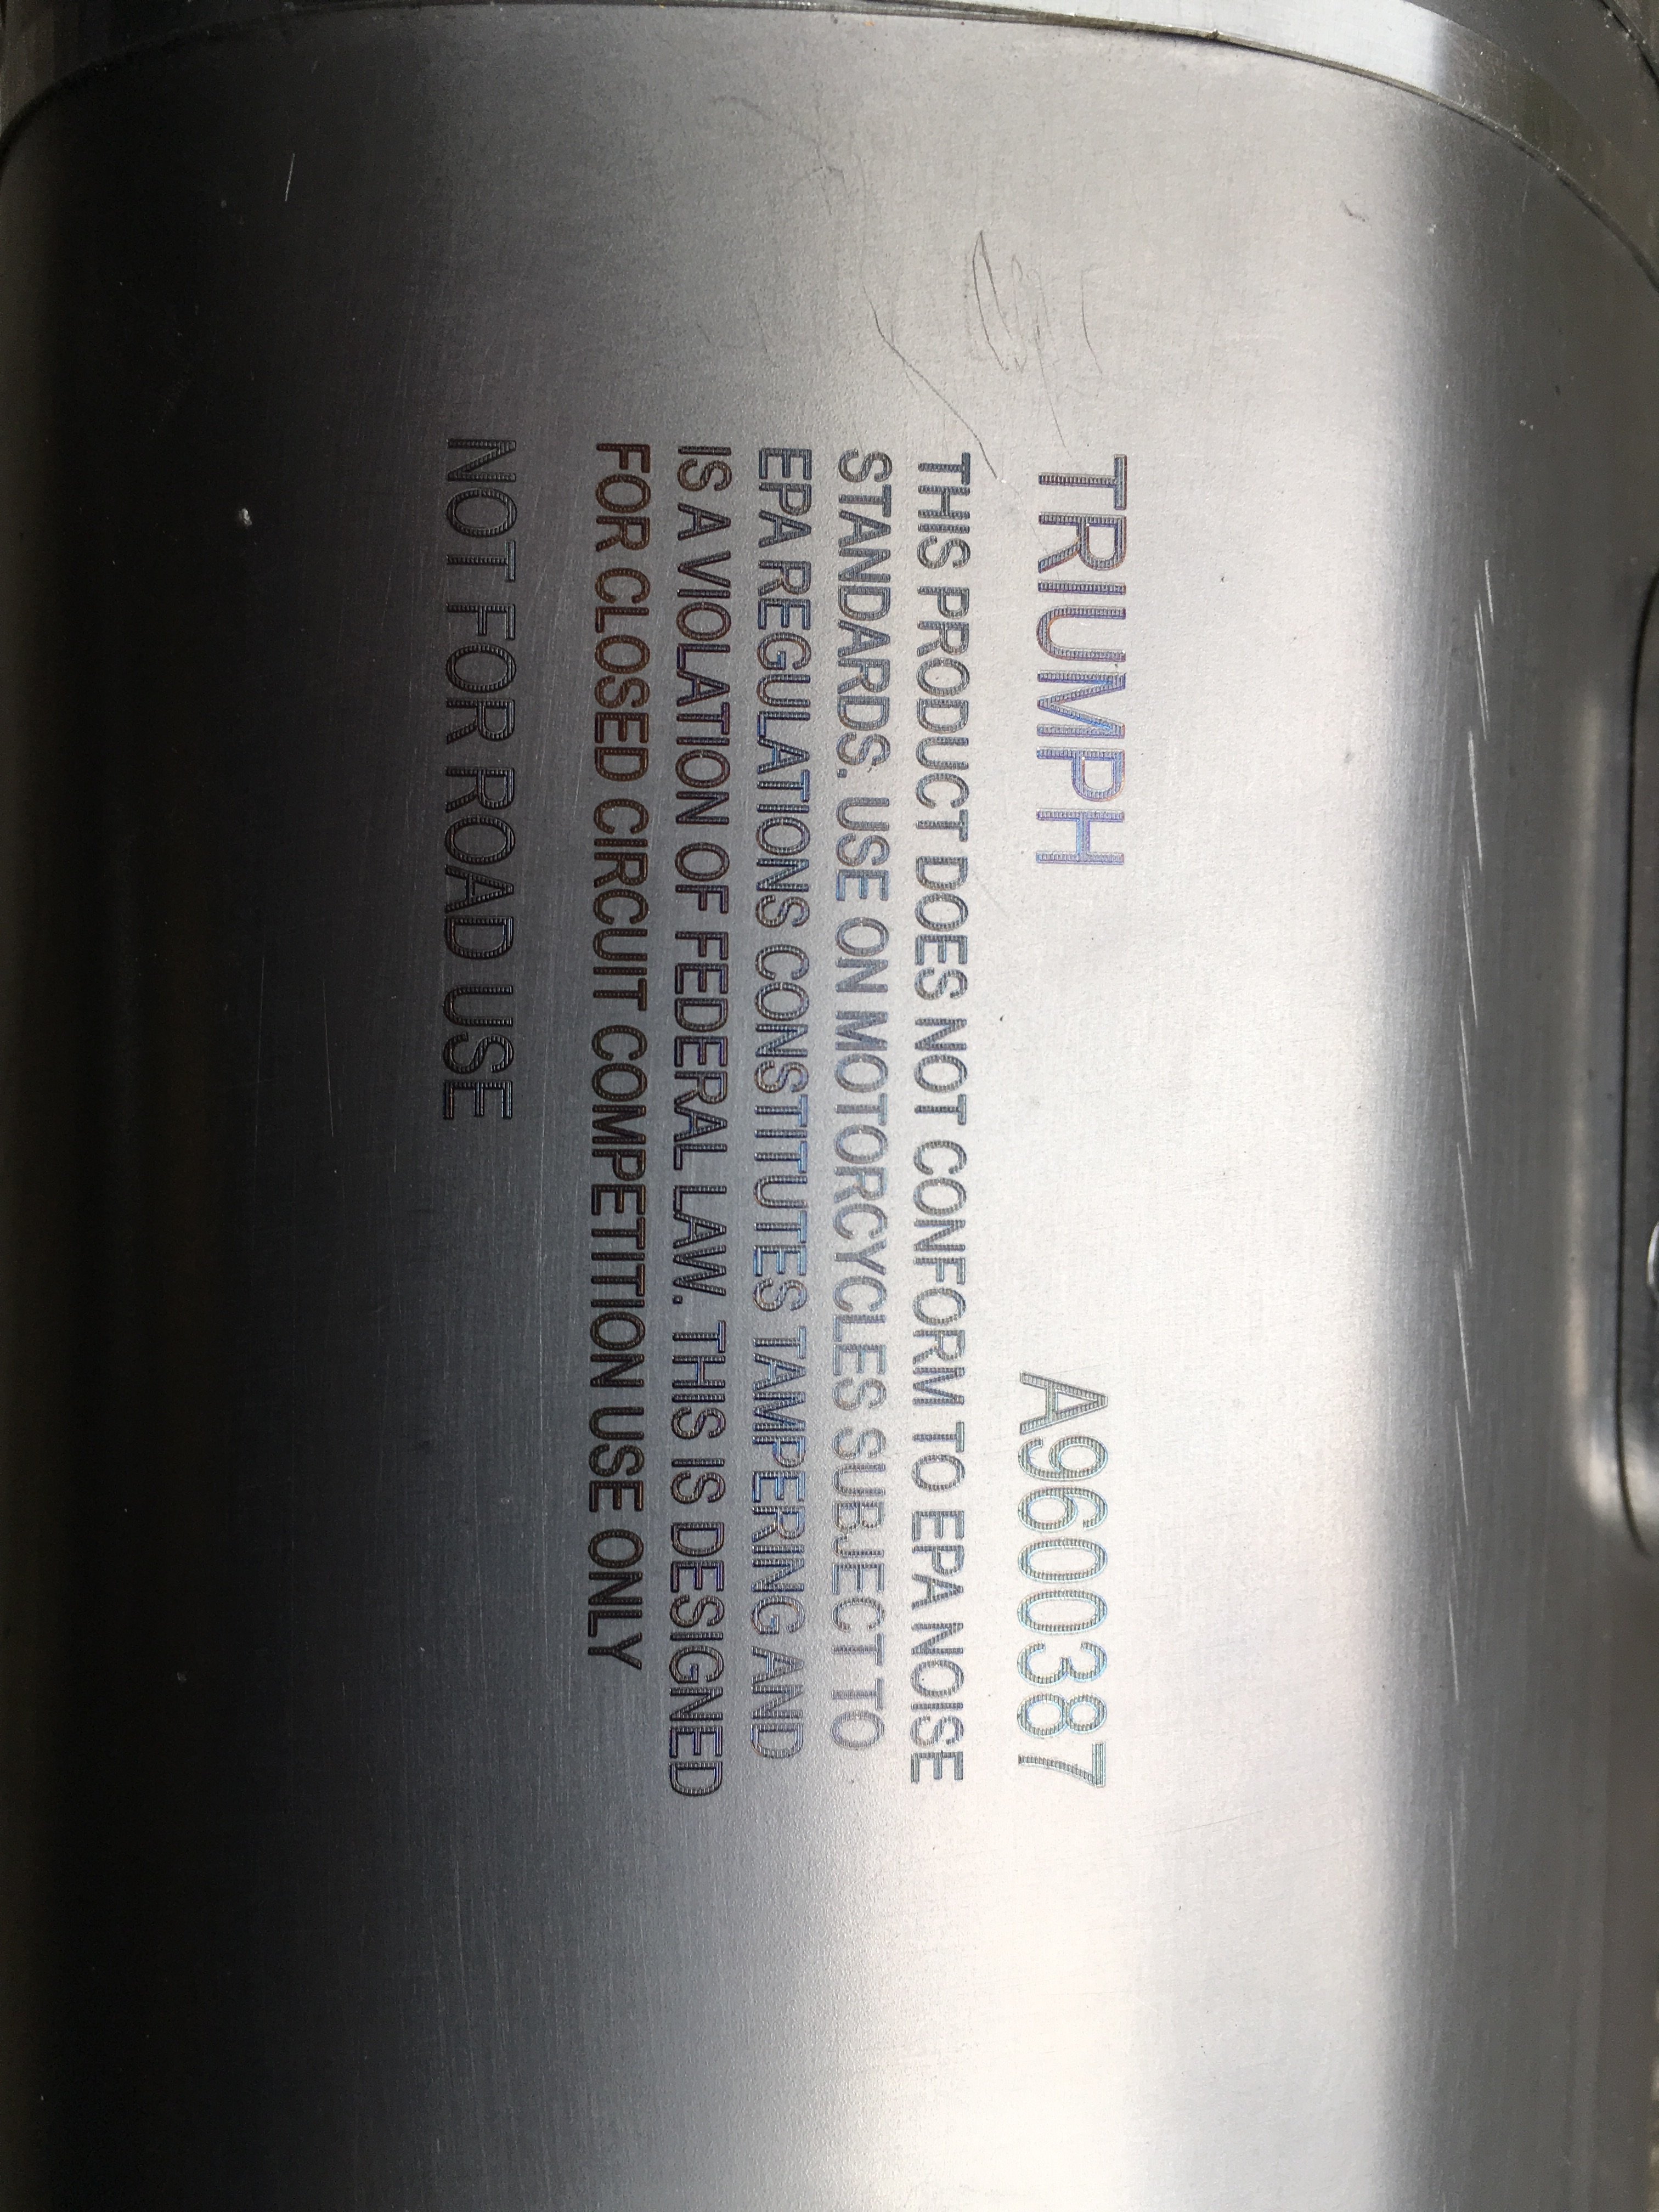 TRIUMPH A9600387
THIS PRODUCT DOES NOT CONFORM TO EPA NOISE
STANDARDS. USE ON MOTORCYCLES SUBJECT TO
EPA REGULATIONS CONSTITUTES TAMPERING AND
IS A VIOLATION OF FEDERAL LAW. THIS IS DESIGNED
FOR CLOSED CIRCUIT COMPETITION USE ONLY
NOT FOR ROAD USE